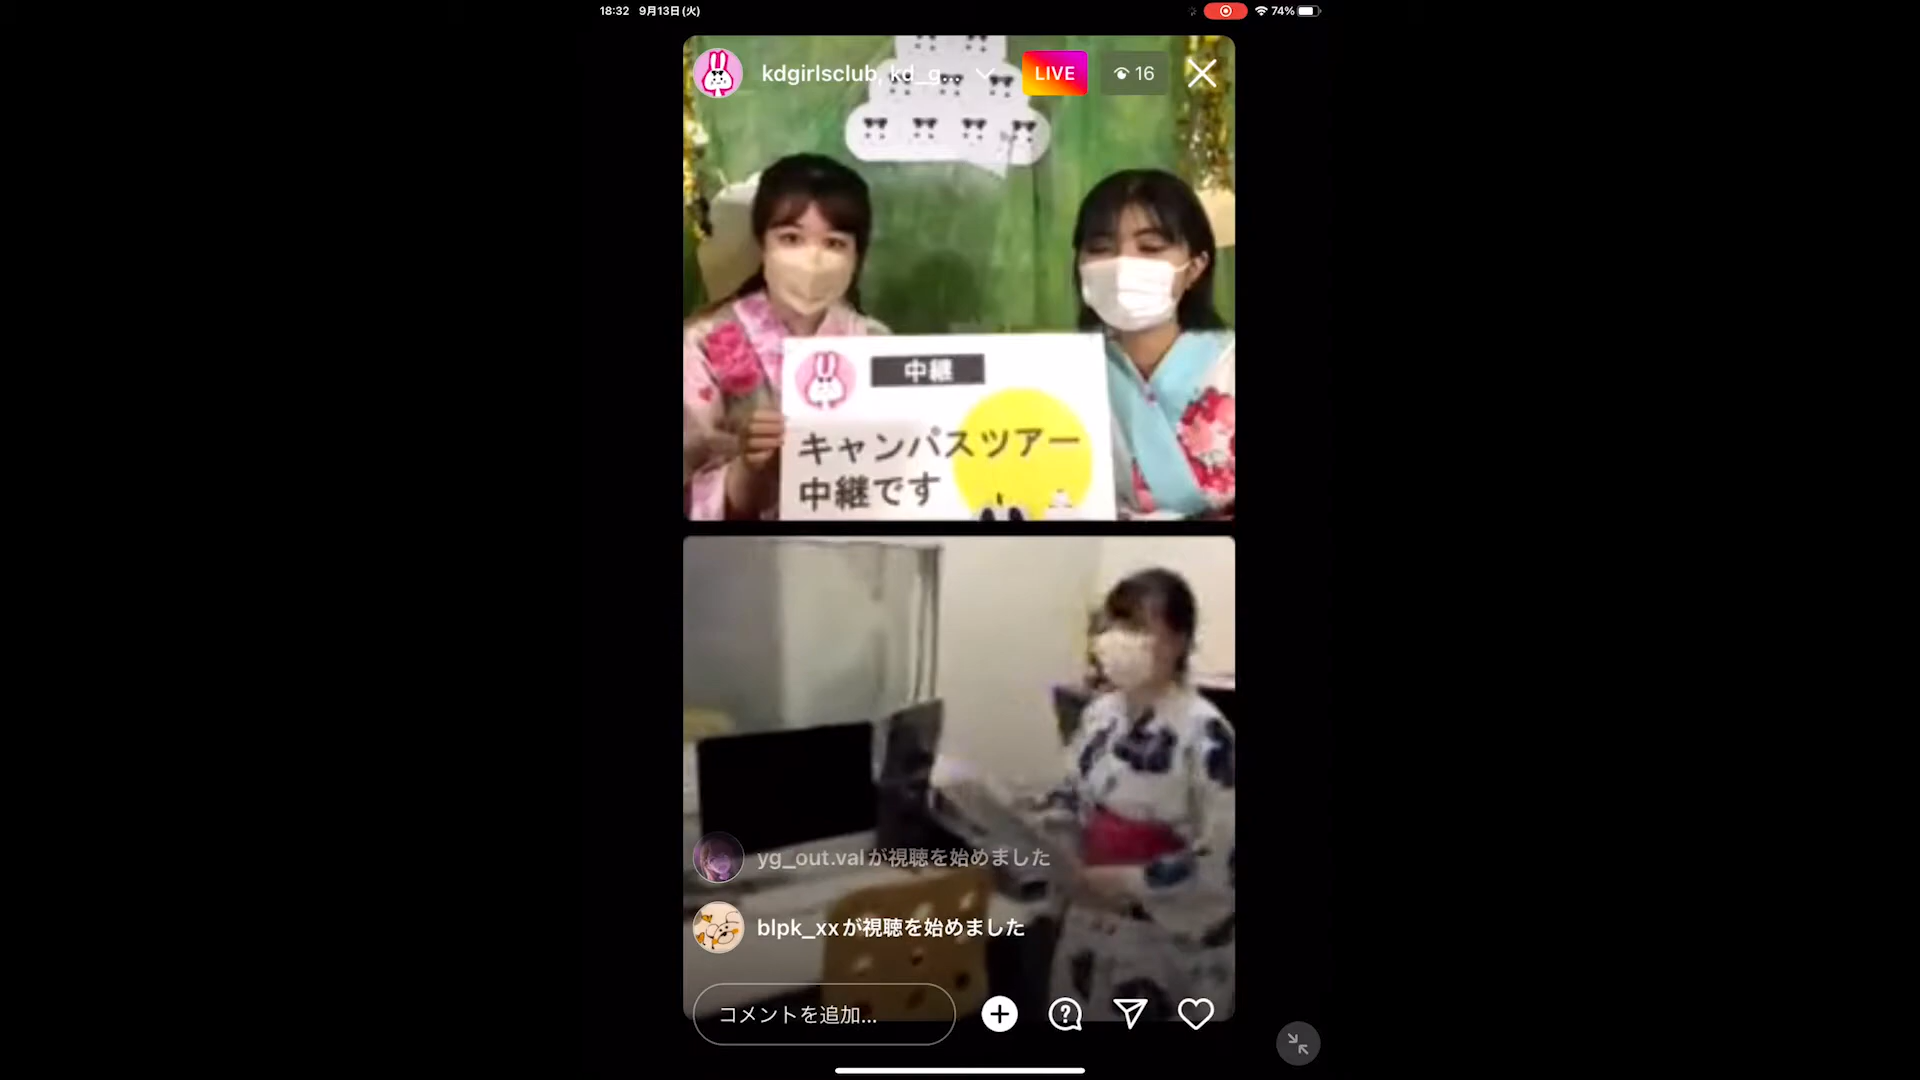 18:32 9月13日(火)
74%
kdgirlsclub, kd_g...
LIVE
16
中継
キャンパスツアー
中継です
yg_out.valが視聴を始めました
blpk_xxが視聴を始めました
コメントを追加...